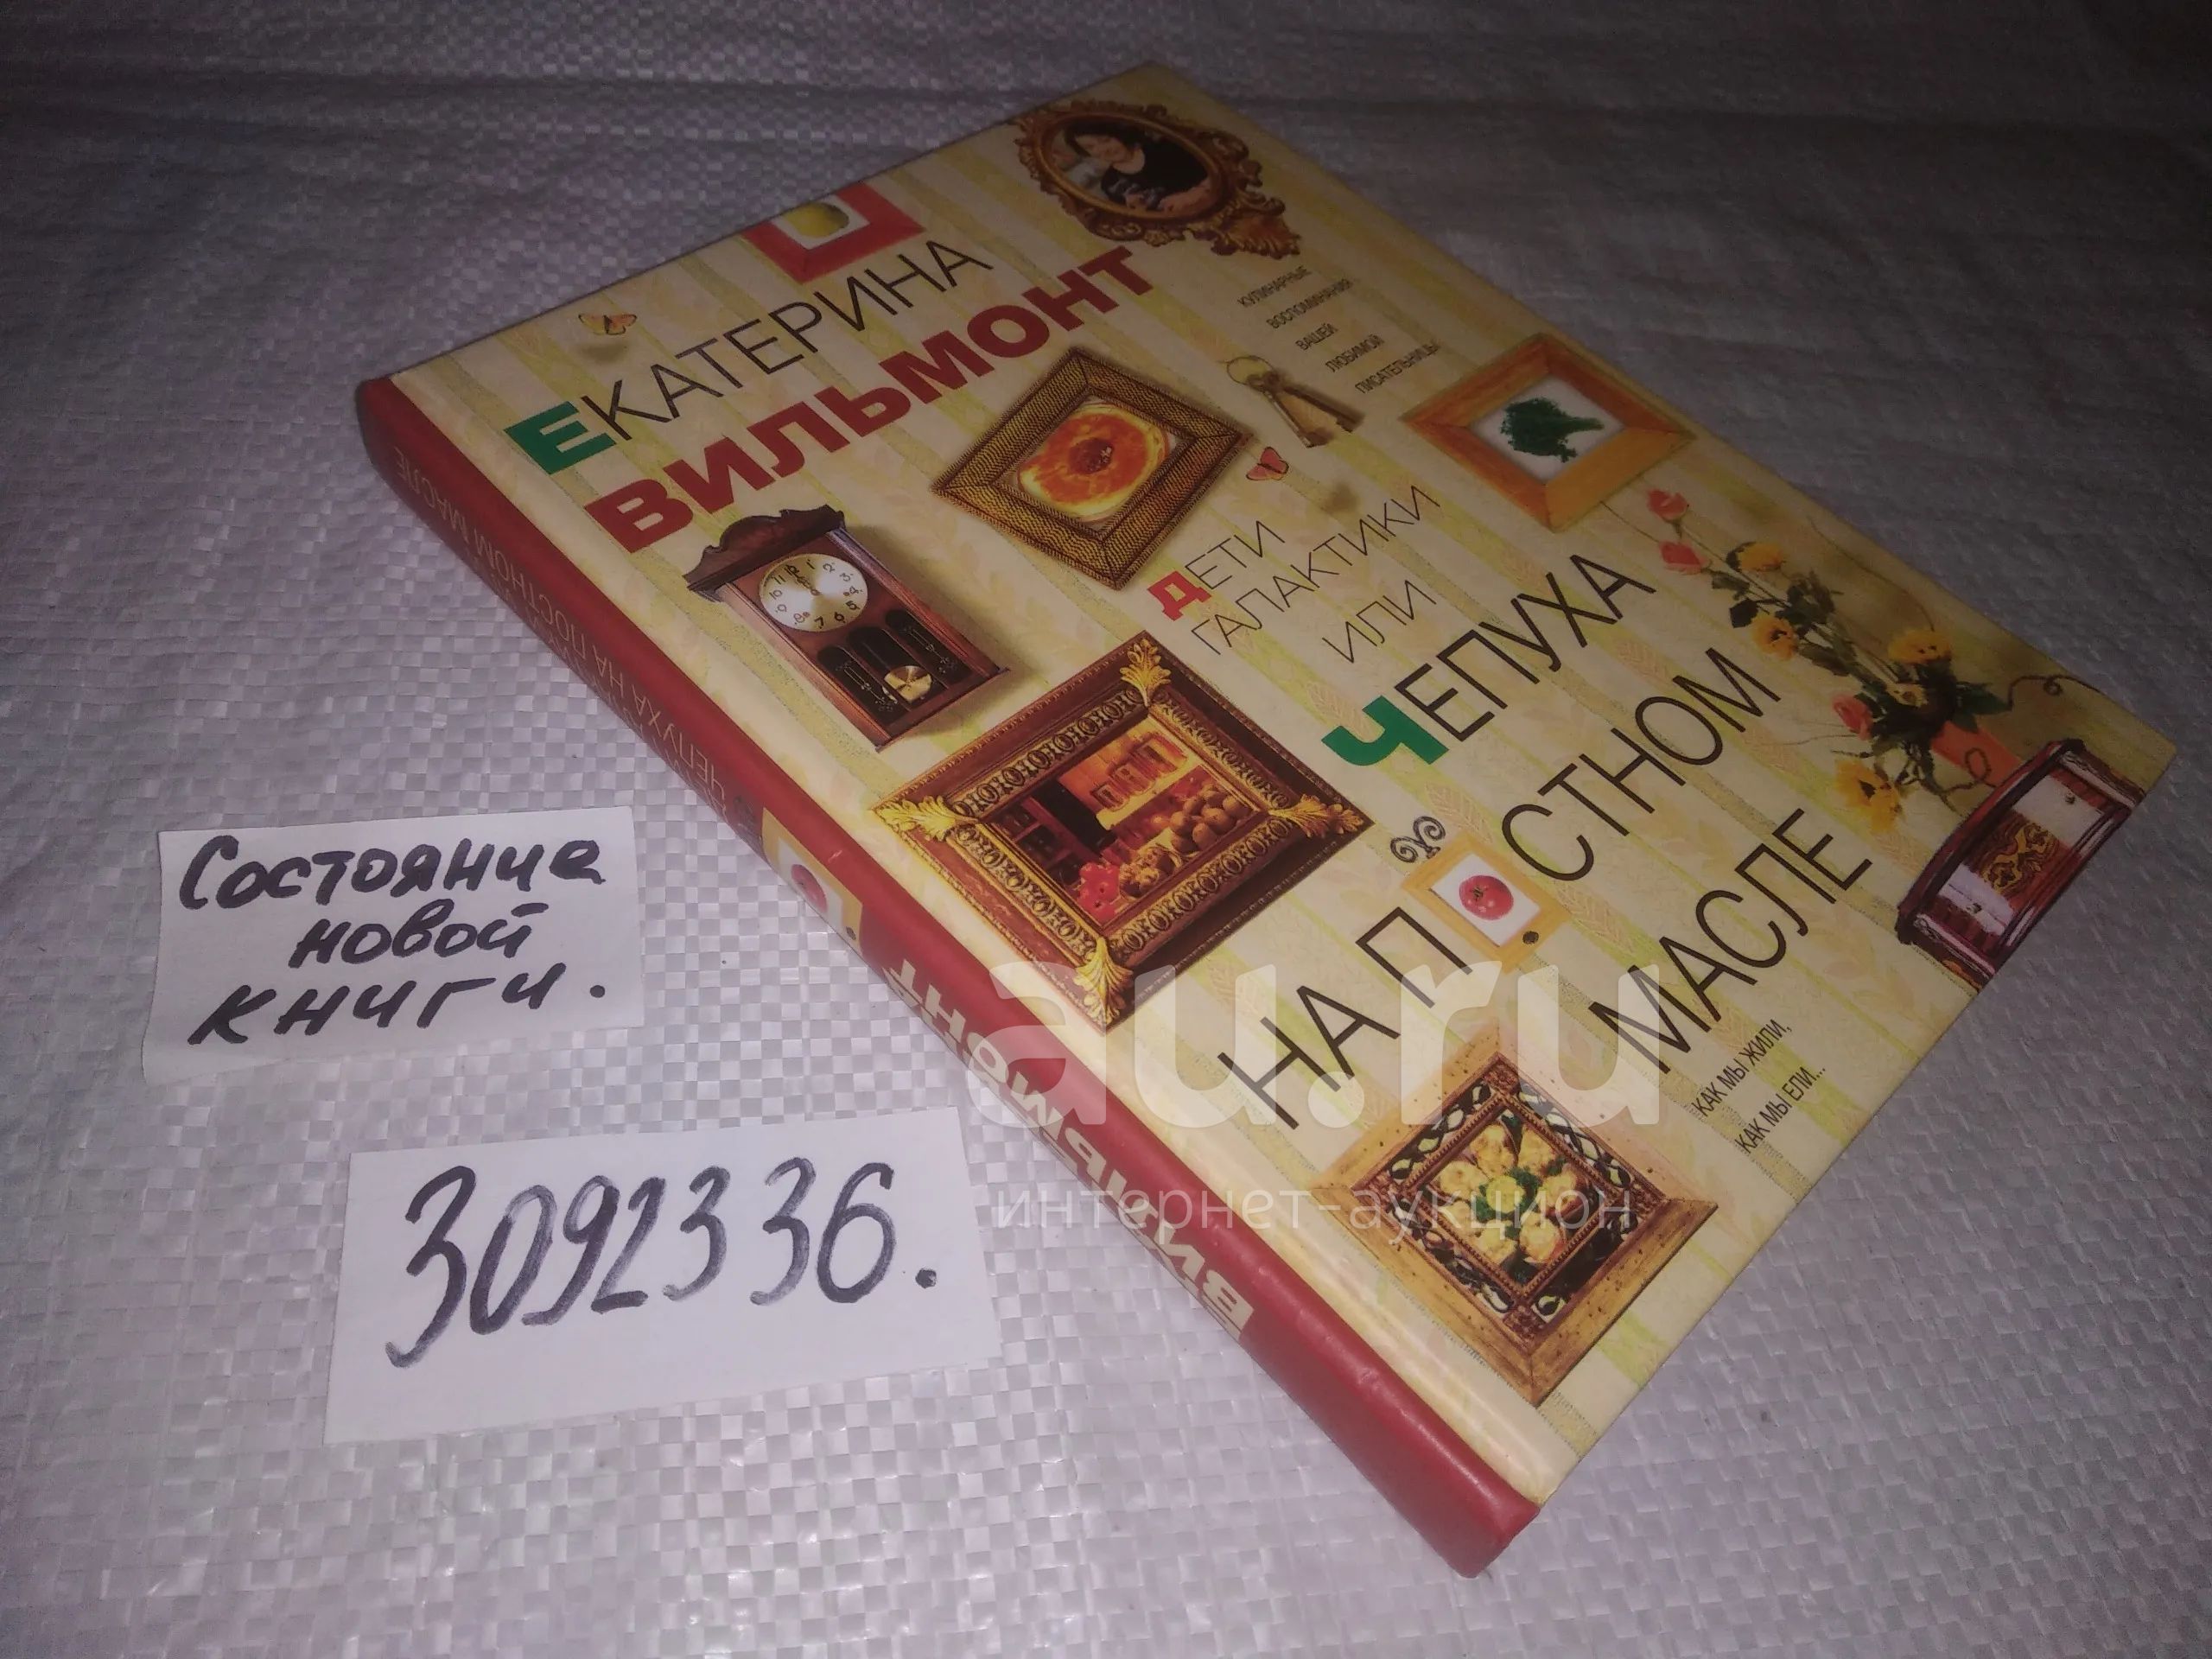 ЕКАТЕРИНА
ВИЛЬМОНТ
КУЛИНАРНЫЕ
ВОСПОМИНАНИЯ
ВАШЕЙ
ЛЮБИМОЙ
ПИСАТЕЛЬНИЦЫ
ДЕТИ
ГАЛАКТИКИ
ИЛИ
ЧЕПУХА
НА П СТНОМ
МАСЛЕ
КАК МЫ ЖИЛИ,
КАК МЫ ЕЛИ...
ЧЕПУХА НА ПОСТНОМ МАСЛЕ
ВИЛЬМОНТ
Состояние
новой
книги.
3092336.
au.ru
интернет-аукцион